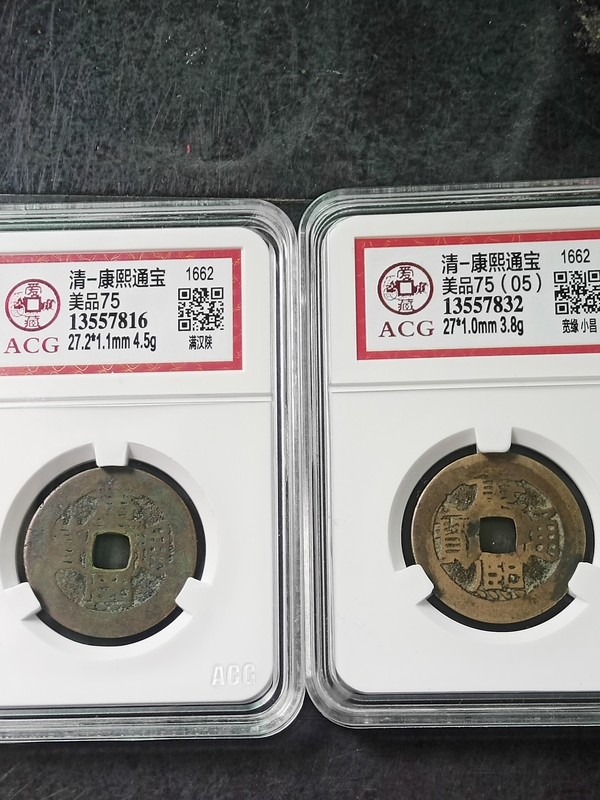 清-康熙通宝
1662
美品75
13557816
27.2*1.1mm 4.5g
满汉陕
爱藏
ACG
ACG
清-康熙通宝
1662
美品75（05）
13557832
27*1.0mm 3.8g
宽缘 小昌
爱藏
ACG
熙
通